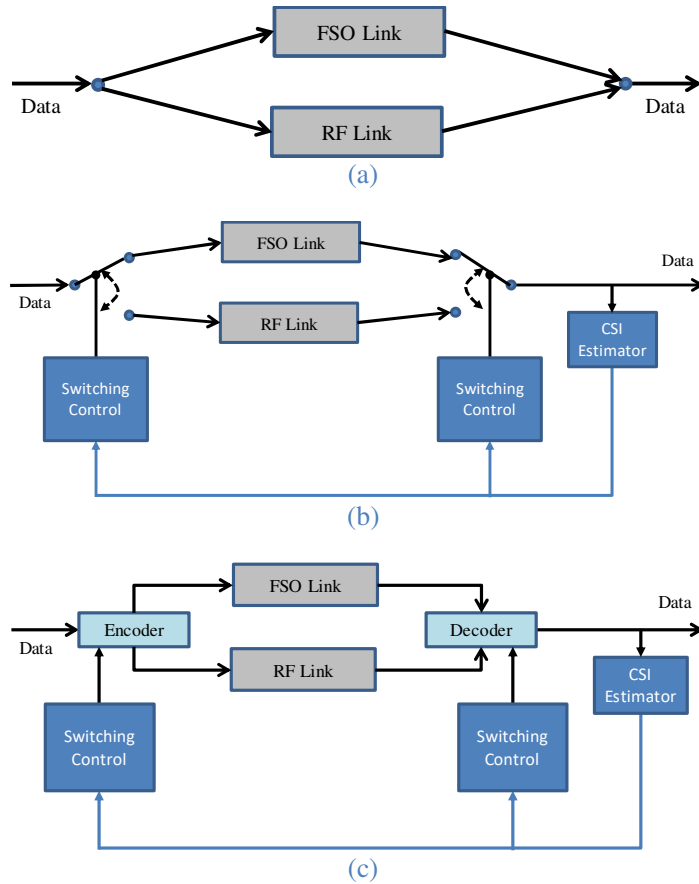 FSO Link
Data
Data
RF Link
(a)
FSO Link
Data
Data
RF Link
CSI
Estimator
Switching
Control
Switching
Control
(b)
FSO Link
Data
Encoder
Decoder
Data
RF Link
CSI
Estimator
Switching
Control
Switching
Control
(c)